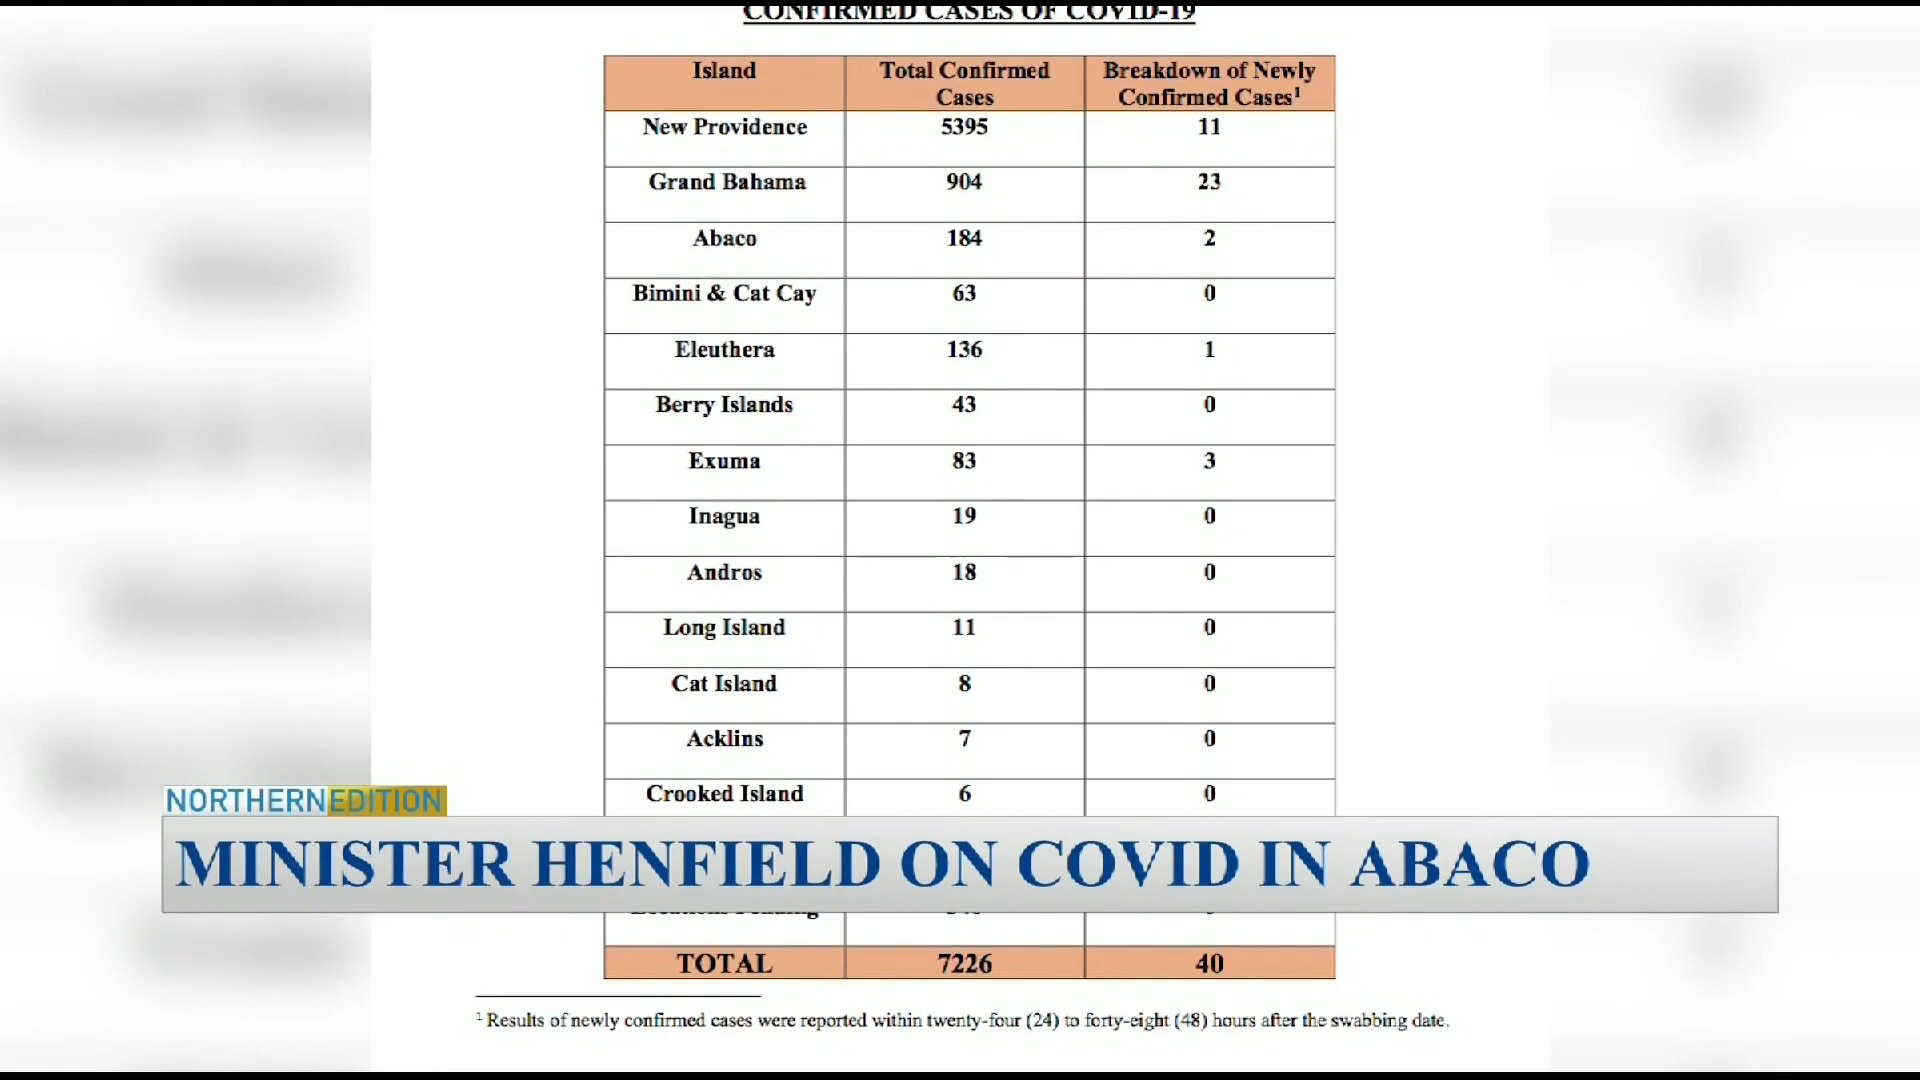 CONFIRMED CASES OF COVID-19
Island Total Confirmed Cases Breakdown of Newly Confirmed Cases¹
New Providence 5395 11
Grand Bahama 904 23
Abaco 184 2
Bimini & Cat Cay 63 0
Eleuthera 136 1
Berry Islands 43 0
Exuma 83 3
Inagua 19 0
Andros 18 0
Long Island 11 0
Cat Island 8 0
Acklins 7 0
Crooked Island 6 0
NORTHERNEDITION
MINISTER HENFIELD ON COVID IN ABACO
TOTAL 7226 40
¹ Results of newly confirmed cases were reported within twenty-four (24) to forty-eight (48) hours after the swabbing date.